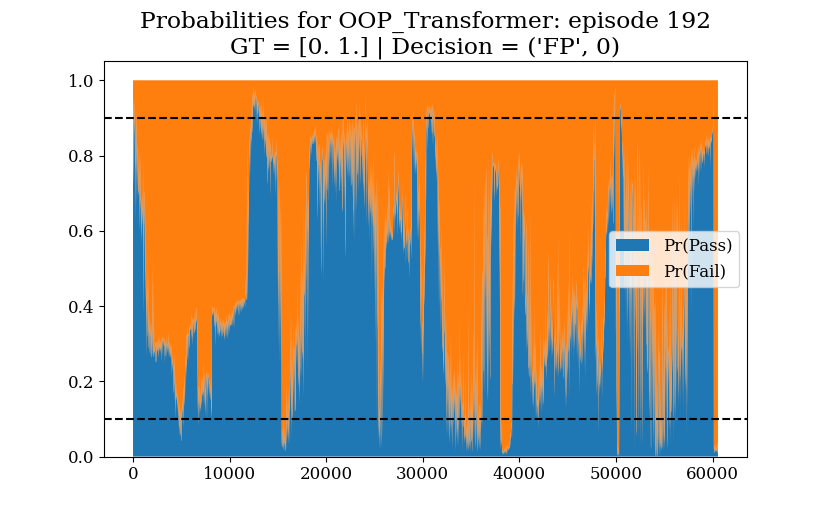 Probabilities for OOP_Transformer: episode 192
GT = [0. 1.] | Decision = ('FP', 0)
1.0
0.8
0.6
0.4
0.2
0.0
Pr(Pass)
Pr(Fail)
0 10000 20000 30000 40000 50000 60000